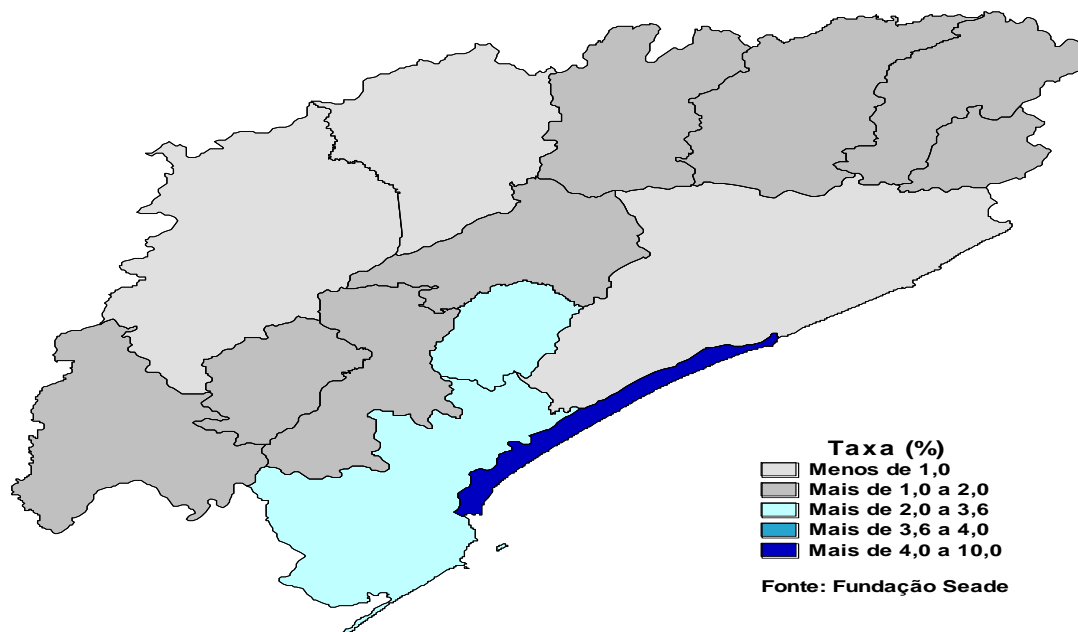 Taxa (%)
Menos de 1,0
Mais de 1,0 a 2,0
Mais de 2,0 a 3,6
Mais de 3,6 a 4,0
Mais de 4,0 a 10,0
Fonte: Fundação Seade